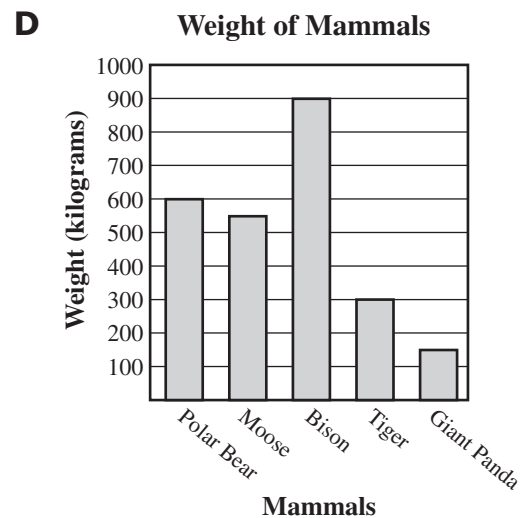 D
Weight of Mammals
Weight (kilograms)
1000
900
800
700
600
500
400
300
200
100
Polar Bear
Moose
Bison
Tiger
Giant Panda
Mammals